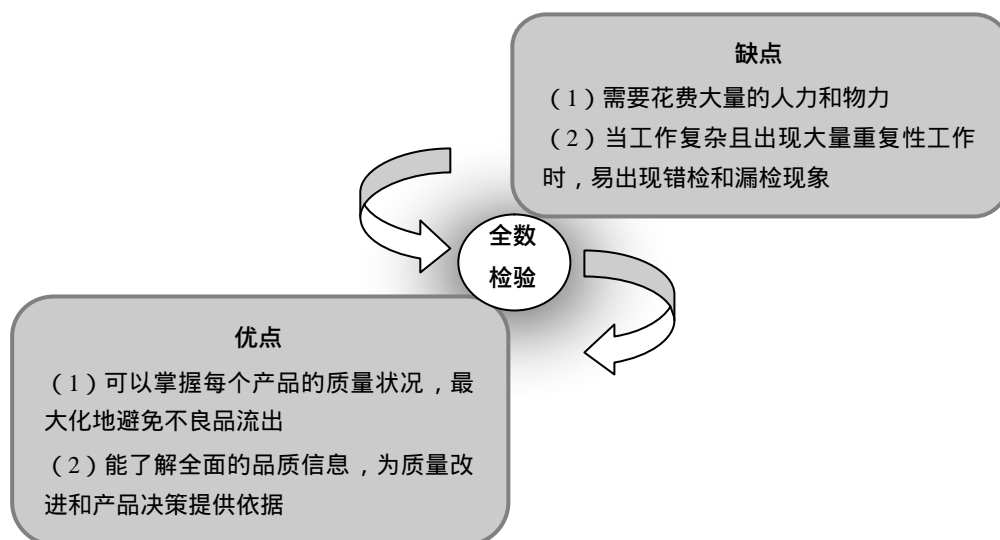 缺点
（1）需要花费大量的人力和物力
（2）当工作复杂且出现大量重复性工作
时，易出现错检和漏检现象
全数
检验
优点
（1）可以掌握每个产品的质量状况，最
大化地避免不良品流出
（2）能了解全面的品质信息，为质量改
进和产品决策提供依据